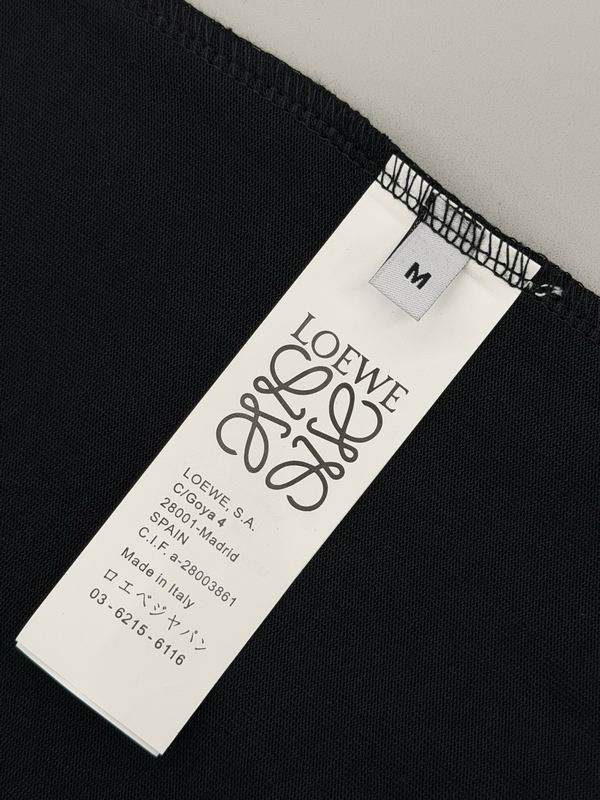 M
LOEWE
LOEWE, S.A.
C/Goya 4
28001-Madrid
SPAIN
C.I.F. a-28003861
Made in Italy
ロエベジャパン
03-6215-6116